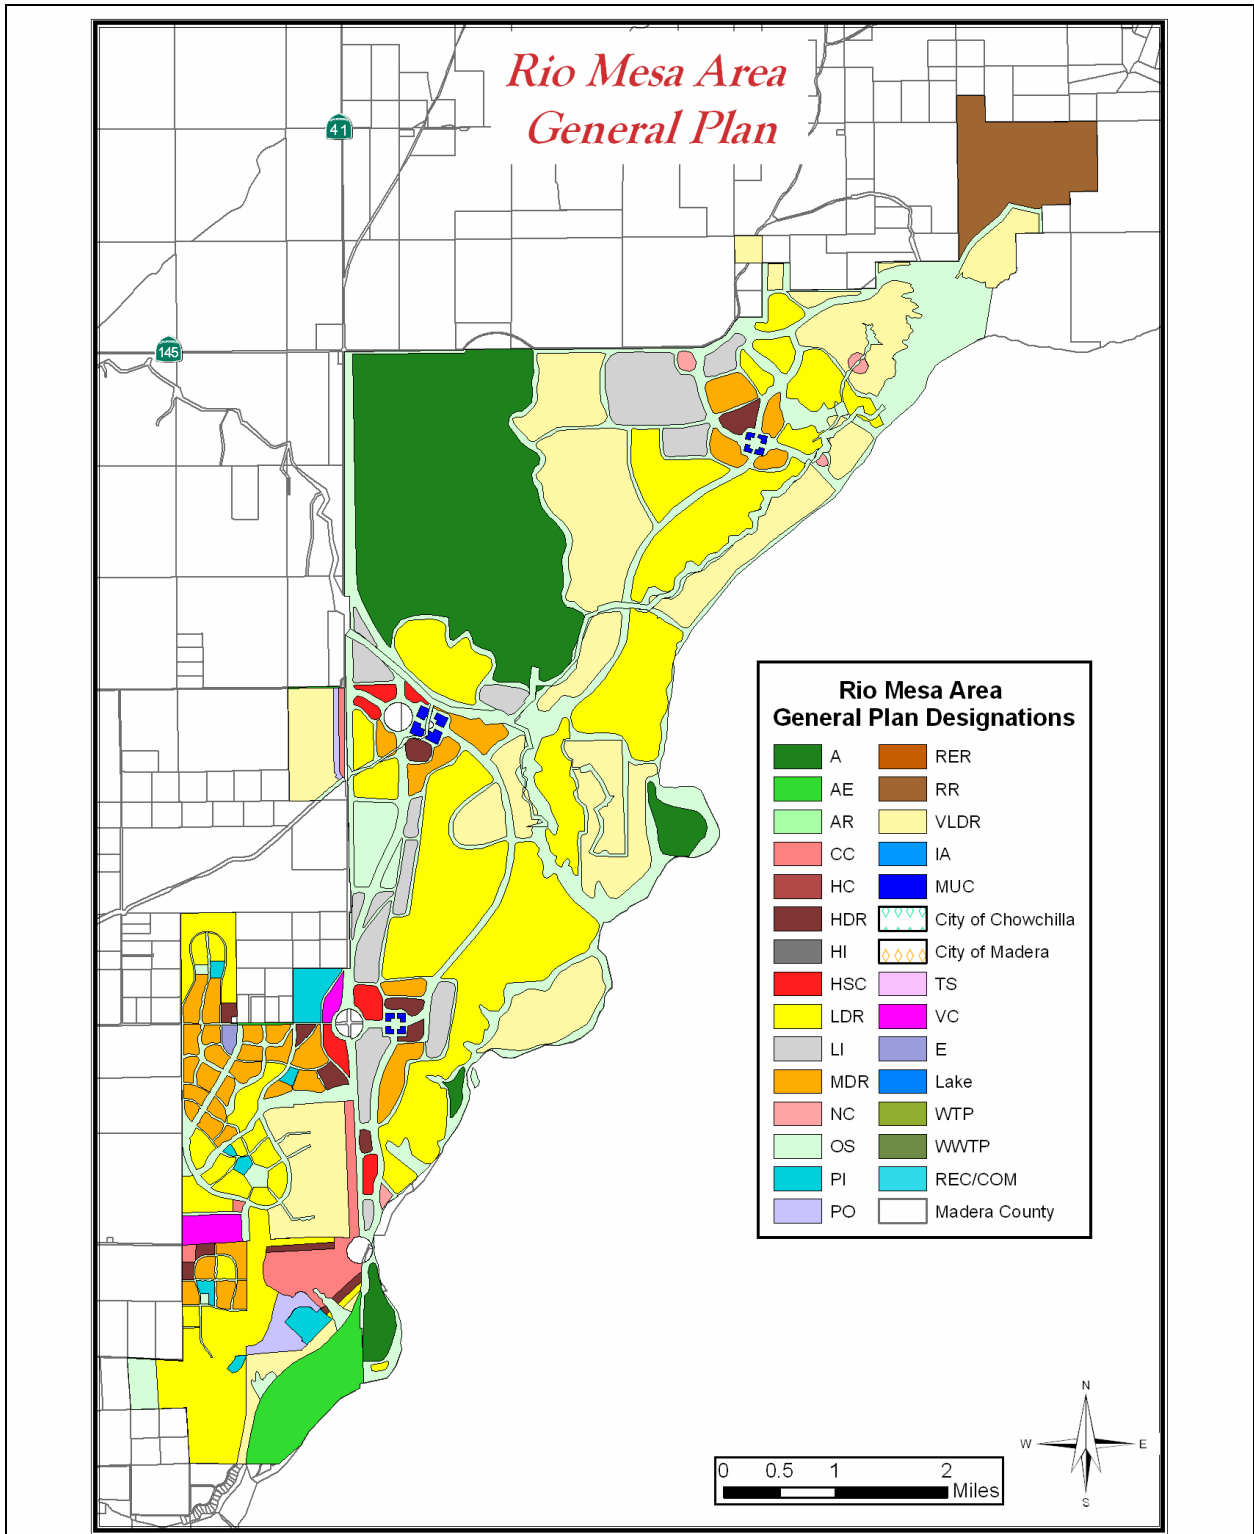 Rio Mesa Area
General Plan
41
145
Rio Mesa Area
General Plan Designations
A
AE
AR
CC
HC
HDR
HI
HSC
LDR
LI
MDR
NC
OS
PI
PO
RER
RR
VLDR
IA
MUC
City of Chowchilla
City of Madera
TS
VC
E
Lake
WTP
WWTP
REC/COM
Madera County
N
W E
S
0 0.5 1 2
Miles